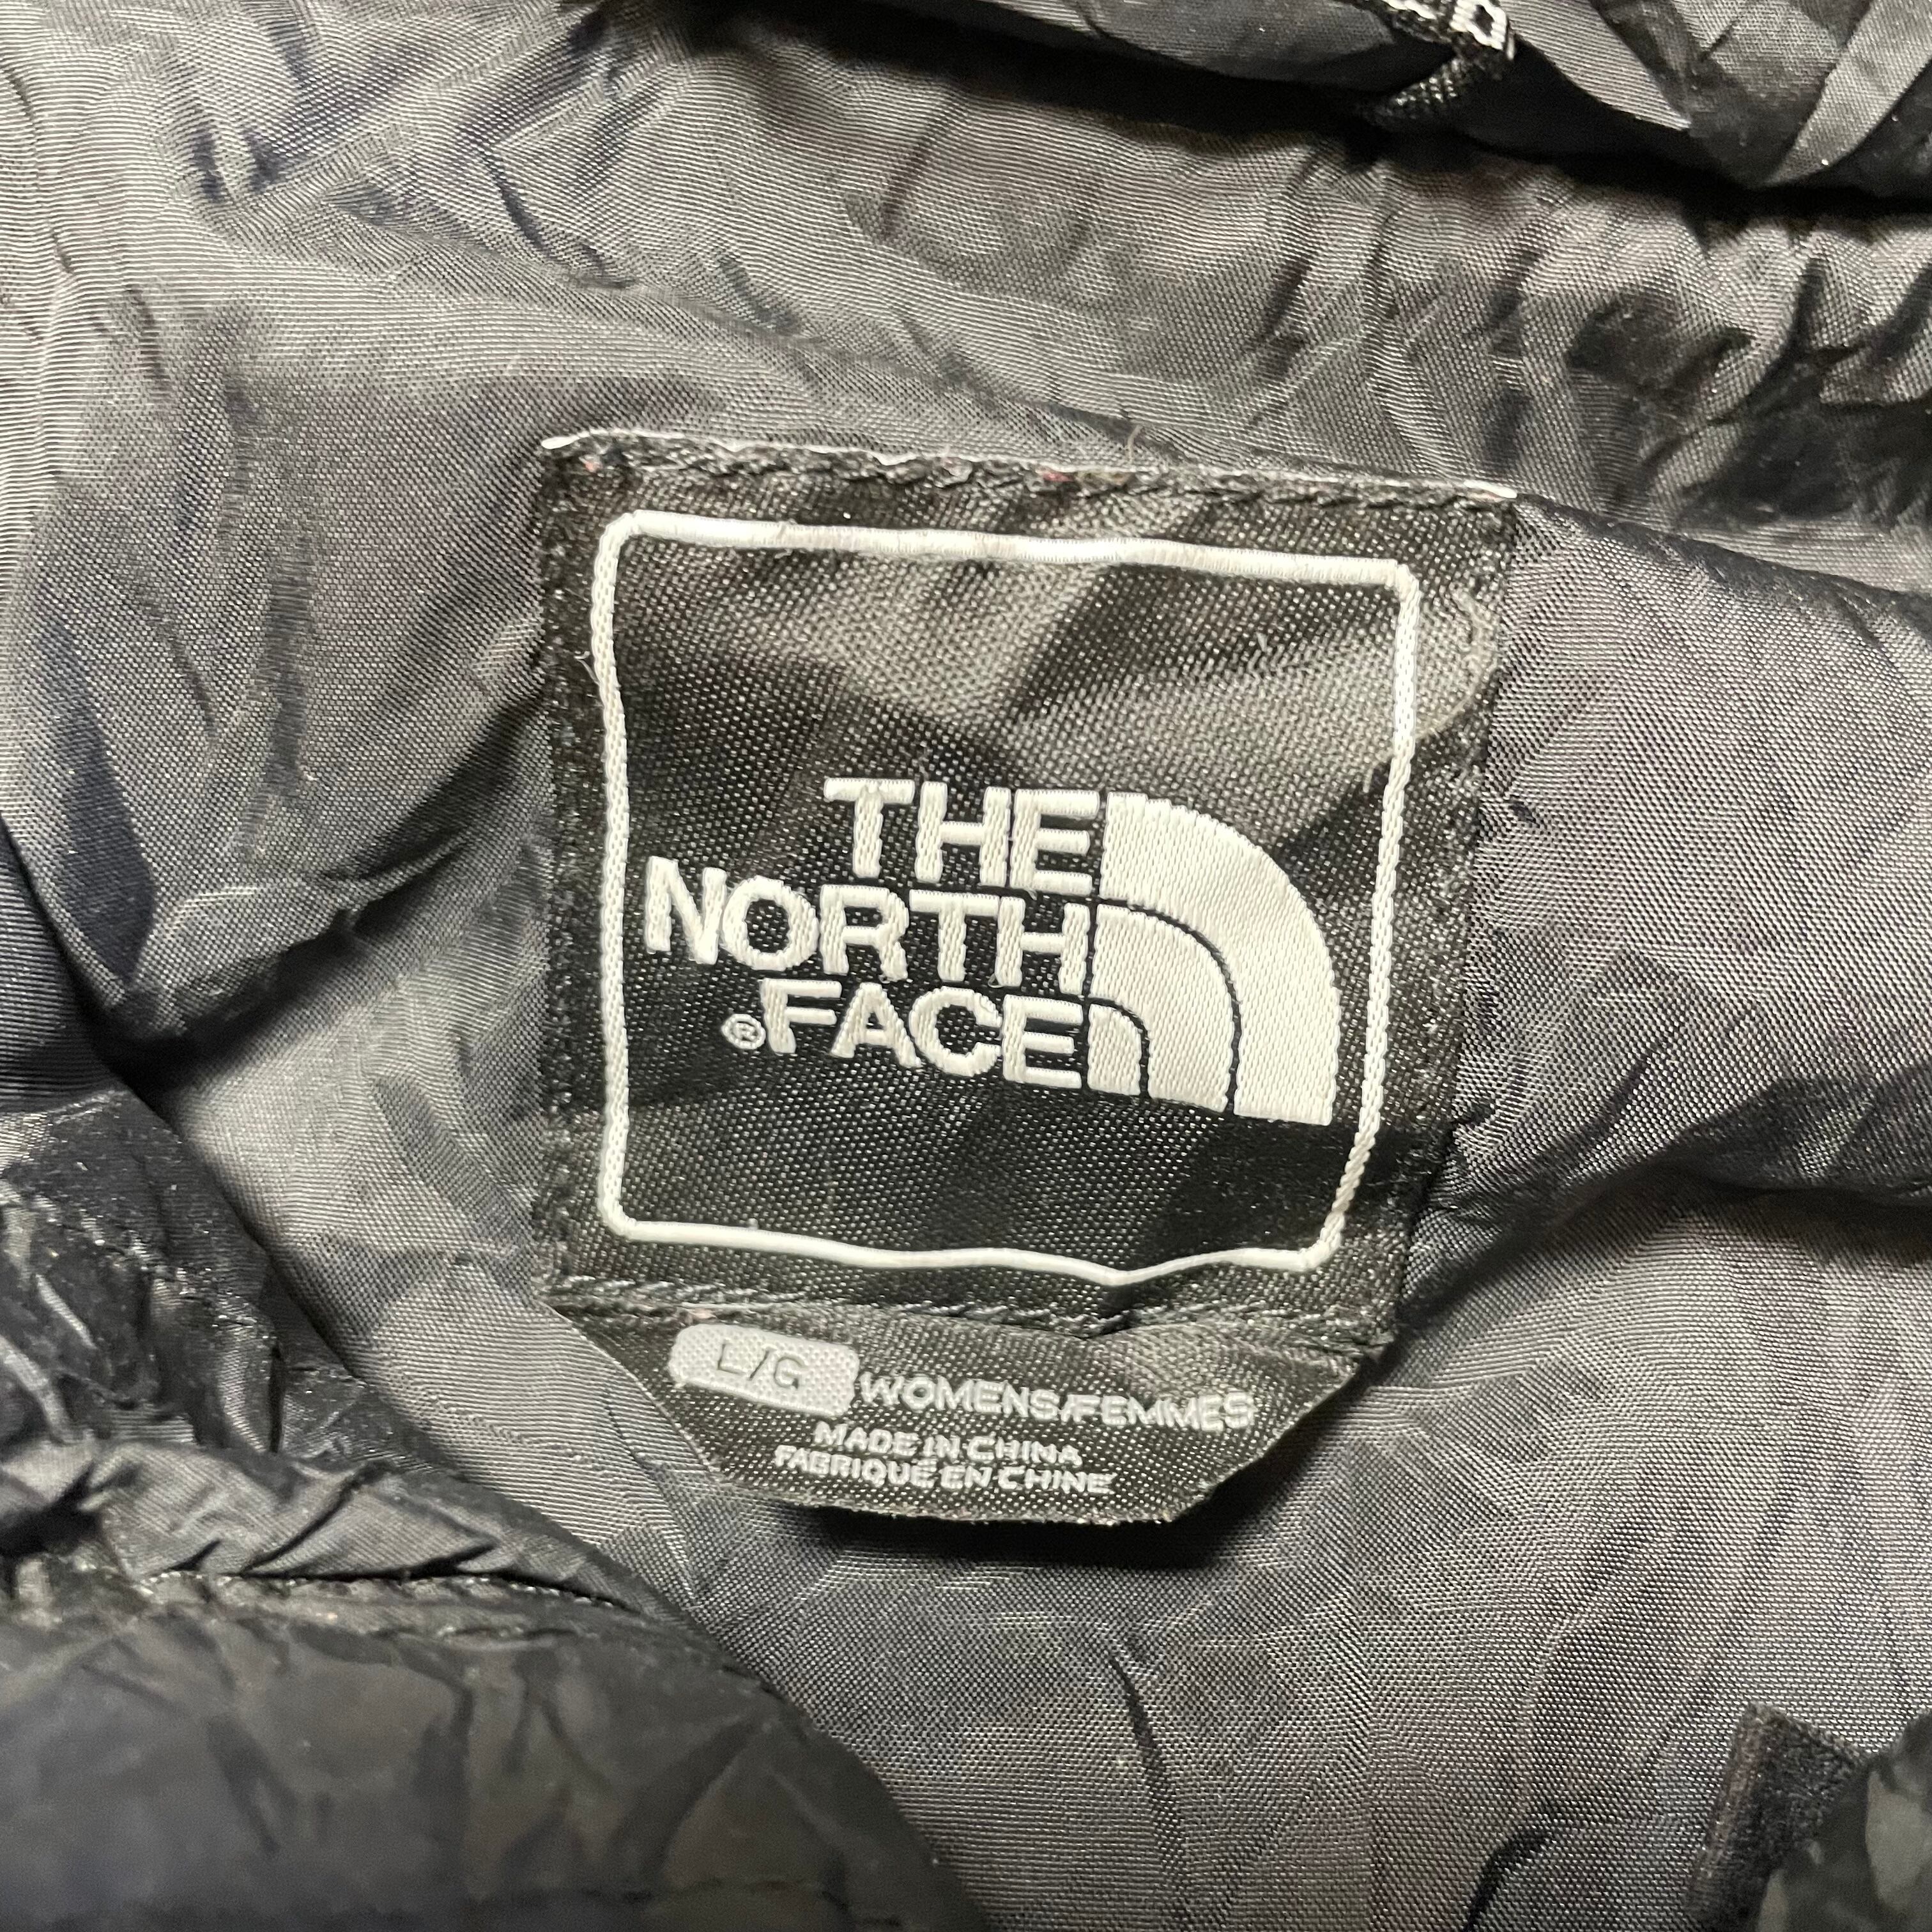 THE
NORTH
®FACE
L/G WOMENS/FEMMES
MADE IN CHINA
FABRIQUÉ EN CHINE